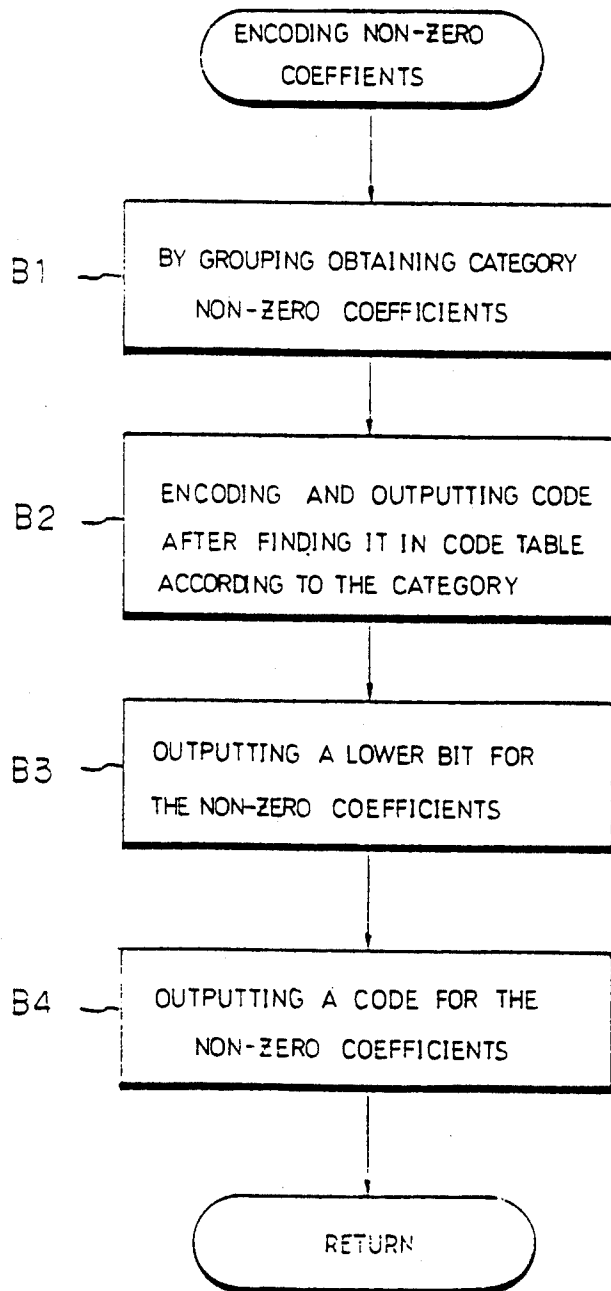 ENCODING NON-ZERO
COEFFIENTS
B1
BY GROUPING OBTAINING CATEGORY
NON-ZERO COEFFICIENTS
B2
ENCODING AND OUTPUTTING CODE
AFTER FINDING IT IN CODE TABLE
ACCORDING TO THE CATEGORY
B3
OUTPUTTING A LOWER BIT FOR
THE NON-ZERO COEFFICIENTS
B4
OUTPUTTING A CODE FOR THE
NON-ZERO COEFFICIENTS
RETURN